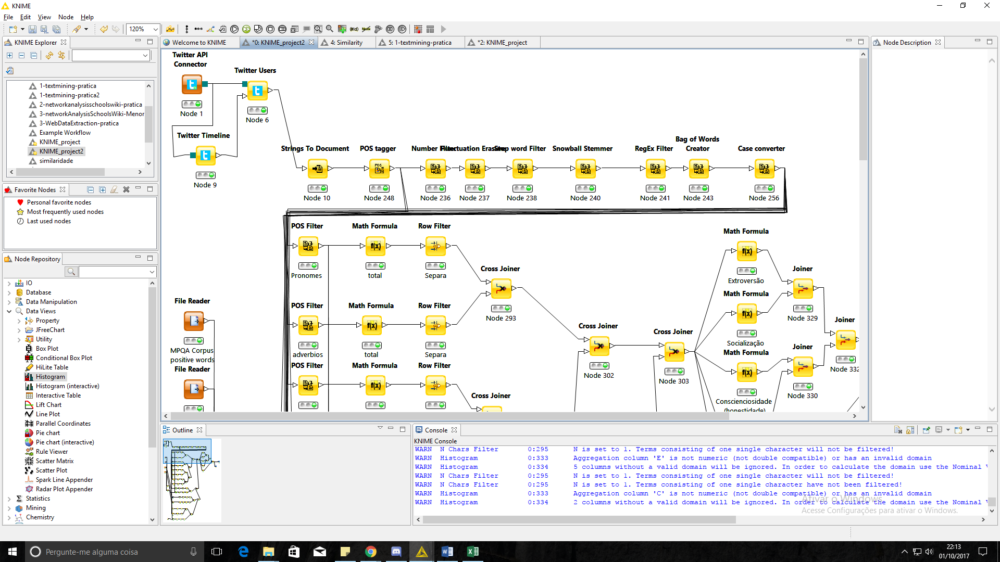 KNIME
File Edit View Node Help
120%
KNIME Explorer
1-textmining-pratica
1-textmining-pratica2
2-networkanalysisschoolswiki-pratica
3-networkAnalysisSchoolsWiki-Menor
3-WebDataExtraction-pratica
Example Workflow
KNIME_project
KNIME_project2
similaridade
Favorite Nodes
Personal favorite nodes
Most frequently used nodes
Last used nodes
Node Repository
IO
Database
Data Manipulation
Data Views
Property
JFreeChart
Utility
Box Plot
Conditional Box Plot
HiLite Table
Histogram
Histogram (interactive)
Interactive Table
Lift Chart
Line Plot
Parallel Coordinates
Pie chart
Pie chart (interactive)
Rule Viewer
Scatter Matrix
Scatter Plot
Spark Line Appender
Radar Plot Appender
Statistics
Mining
Chemistry
Welcome to KNIME
*0: KNIME_project2
4: Similarity
5: 1-textmining-pratica
*2: KNIME_project
Twitter API
Connector
Node 1
Twitter Users
Node 6
Twitter Timeline
Node 9
Strings To Document
Node 10
POS tagger
Node 248
Number
Node 236
Node 237
word Filter
Node 238
Snowball Stemmer
Node 240
RegEx Filter
Node 241
Bag of Words
Creator
Node 243
Case converter
Node 256
POS Filter
Pronomes
Math Formula
total
Row Filter
Separa
Cross Joiner
Node 293
POS Filter
adverbios
Math Formula
total
Row Filter
Separa
POS Filter
Math Formula
Row Filter
Cross Joiner
Cross Joiner
Node 302
Cross Joiner
Node 303
Math Formula
Extroversão
Math Formula
Socialização
Math Formula
Conscienciosidade
(honestidade)
Joiner
Node 329
Joiner
Node 330
Joiner
Node 332
File Reader
MPQA Corpus
positive words
File Reader
Node Description
Outline
Console
KNIME Console
WARN N Chars Filter 0:295 N is set to 1. Terms consisting of one single character will not be filtered!
WARN Histogram 0:333 Aggregation column 'E' is not numeric (not double compatible) or has an invalid domain
WARN Histogram 0:334 5 columns without a valid domain will be ignored. In order to calculate the domain use the Nominal
WARN N Chars Filter 0:295 N is set to 1. Terms consisting of one single character will not be filtered!
WARN N Chars Filter 0:295 N is set to 1. Terms consisting of one single character have not been filtered!
WARN Histogram 0:333 Aggregation column 'C' is not numeric (not double compatible) or has an invalid domain
WARN Histogram 0:334 2 columns without a valid domain will be ignored. In order to calculate the domain use the Nominal
Ativar o Windows
Acesse Configurações para ativar o Windows.
Pergunte-me alguma coisa
22:13
01/10/2017